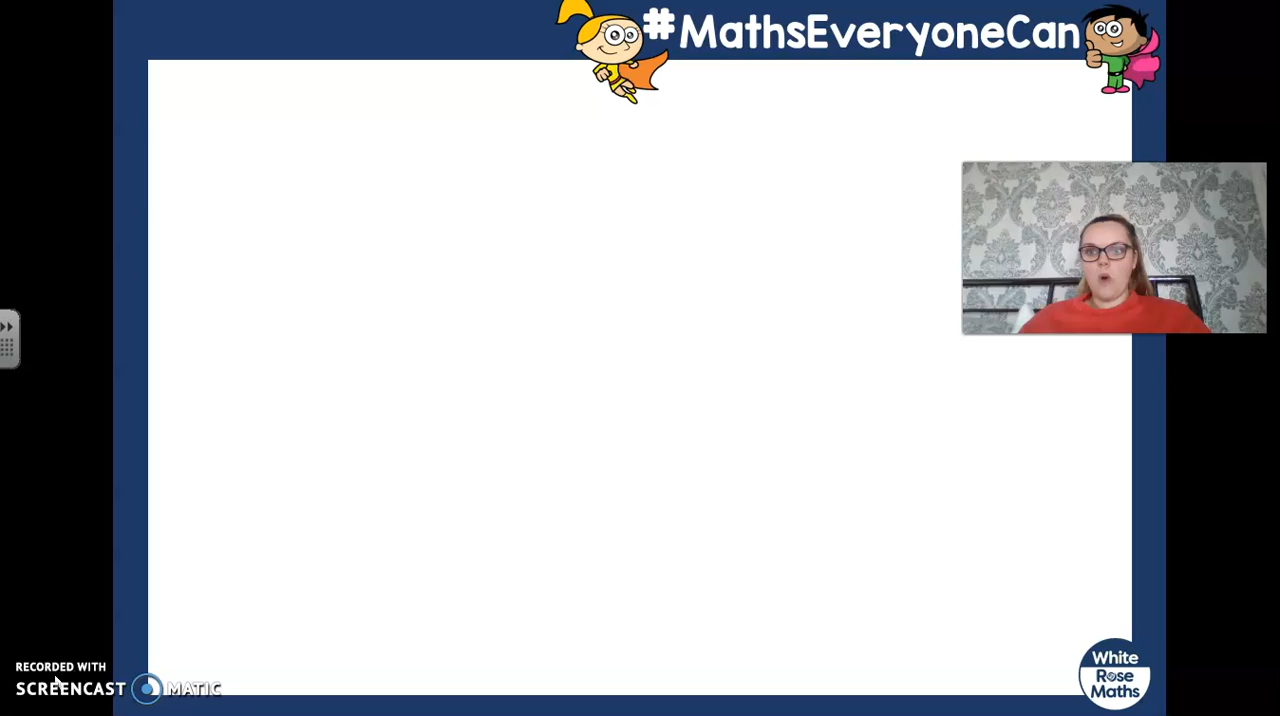 #MathsEveryoneCan
White
Rose
Maths
RECORDED WITH
SCREENCAST MATIC